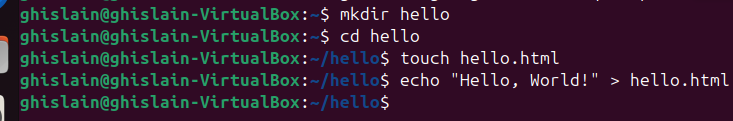 ghislain@ghislain-VirtualBox:~$ mkdir hello
ghislain@ghislain-VirtualBox:~$ cd hello
ghislain@ghislain-VirtualBox:~/hello$ touch hello.html
ghislain@ghislain-VirtualBox:~/hello$ echo "Hello, World!" > hello.html
ghislain@ghislain-VirtualBox:~/hello$